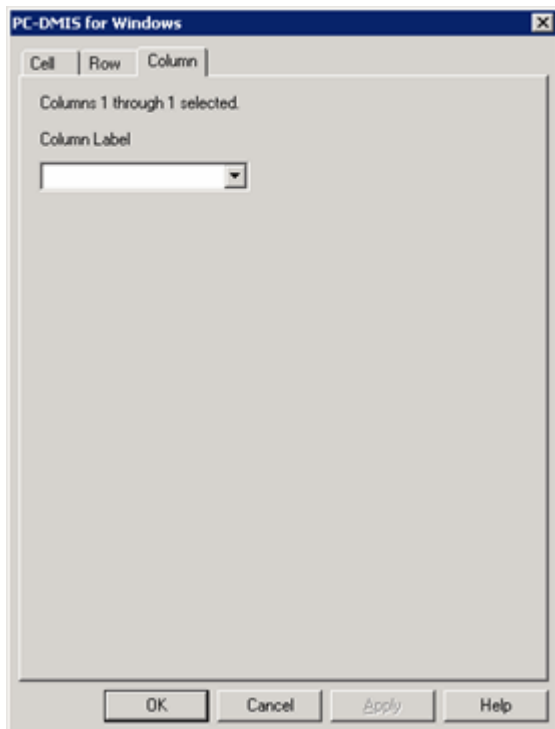 PC-DMIS for Windows
Cell Row Column
Columns 1 through 1 selected.
Column Label
OK Cancel Apply Help